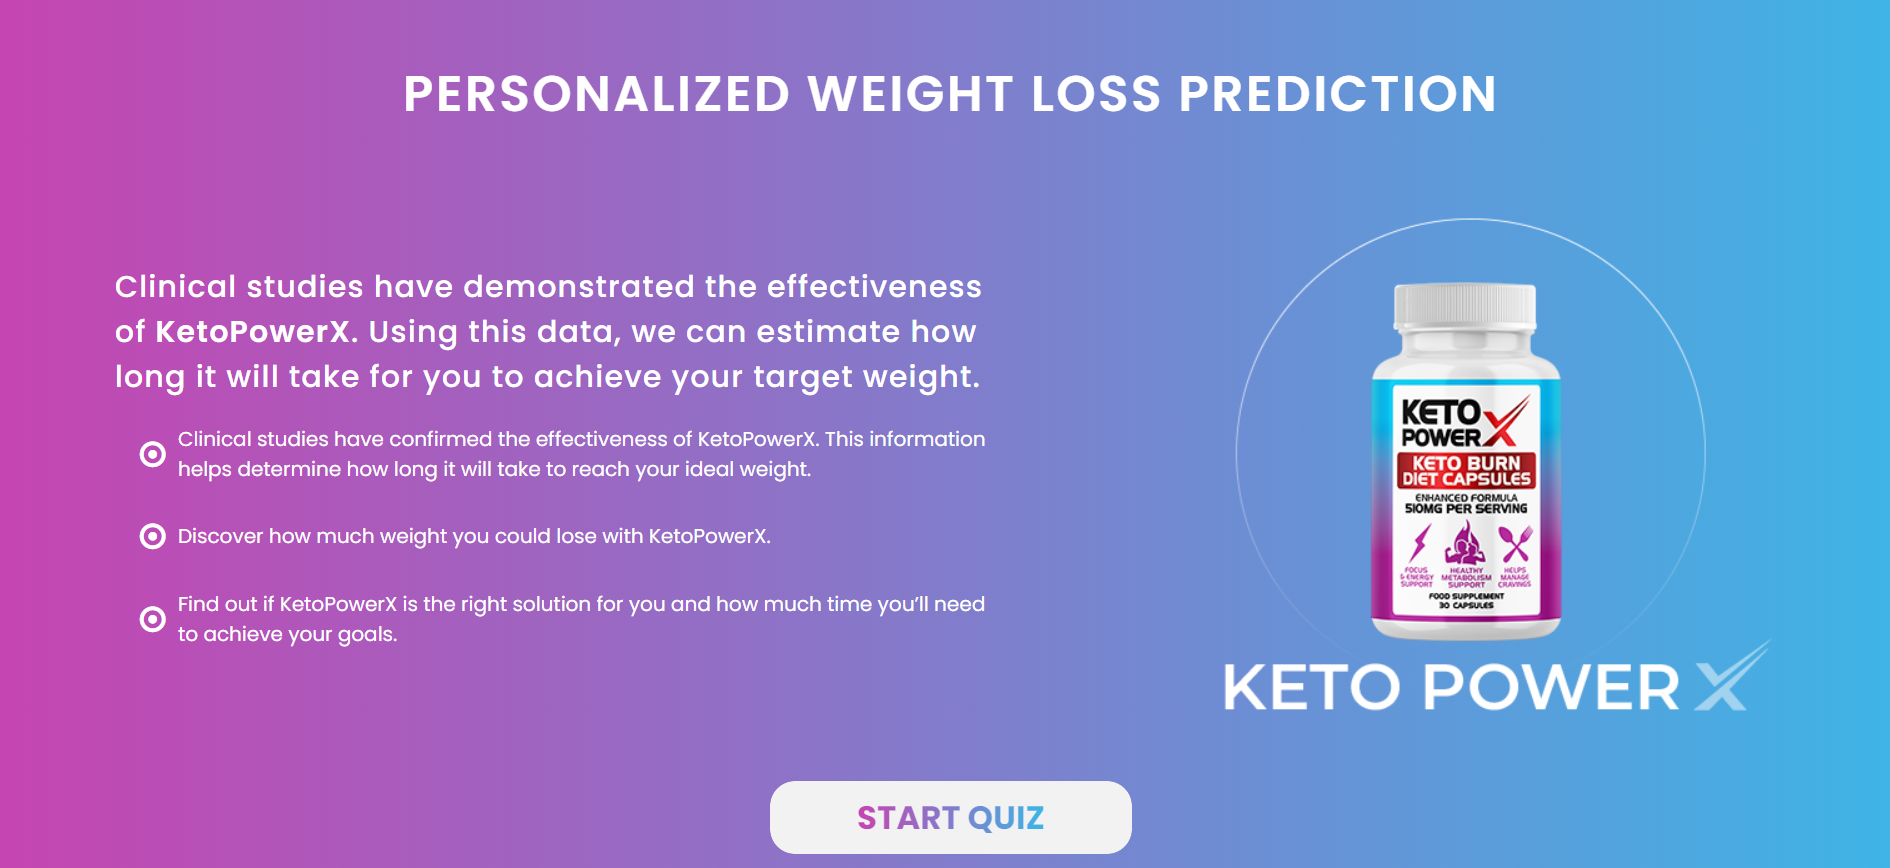 PERSONALIZED WEIGHT LOSS PREDICTION
Clinical studies have demonstrated the effectiveness
of KetoPowerX. Using this data, we can estimate how
long it will take for you to achieve your target weight.
Clinical studies have confirmed the effectiveness of KetoPowerX. This information
helps determine how long it will take to reach your ideal weight.
Discover how much weight you could lose with KetoPowerX.
Find out if KetoPowerX is the right solution for you and how much time you’ll need
to achieve your goals.
KETO
POWER X
KETO BURN
DIET CAPSULES
ENHANCED FORMULA
510MG PER SERVING
FOCUS
& ENERGY
SUPPORT
HEALTHY
METABOLISM
SUPPORT
HELPS
MANAGE
CRAVINGS
FOOD SUPPLEMENT
30 CAPSULES
KETO POWER X
START QUIZ